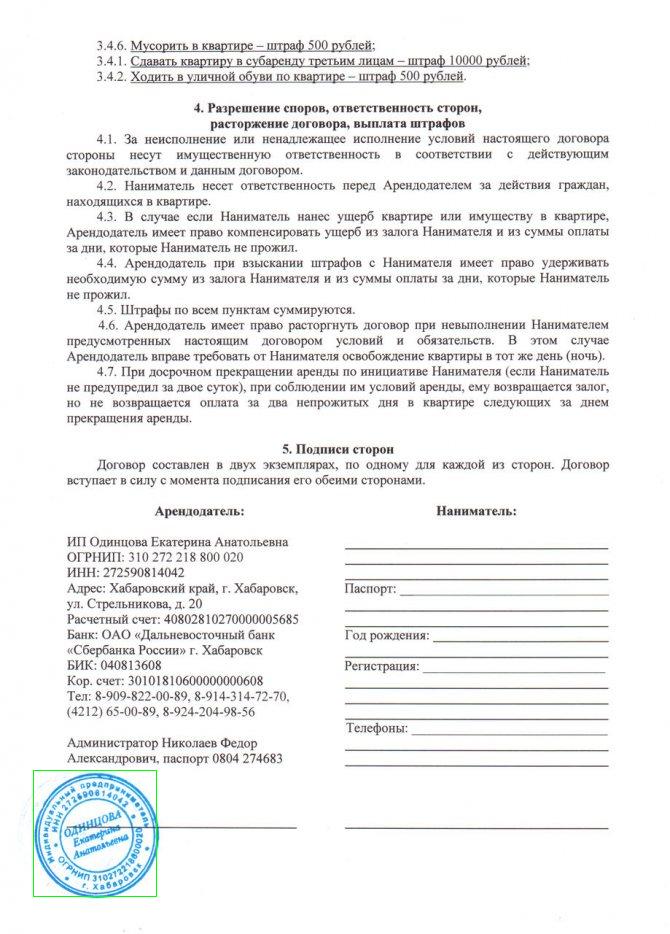 3.4.6. Мусорить в квартире – штраф 500 рублей;
3.4.1. Сдавать квартиру в субаренду третьим лицам – штраф 10000 рублей;
3.4.2. Ходить в уличной обуви по квартире – штраф 500 рублей.
4. Разрешение споров, ответственность сторон,
расторжение договора, выплата штрафов
4.1. За неисполнение или ненадлежащее исполнение условий настоящего договора
стороны несут имущественную ответственность в соответствии с действующим
законодательством и данным договором.
4.2. Наниматель несет ответственность перед Арендодателем за действия граждан,
находящихся в квартире.
4.3. В случае если Наниматель нанес ущерб квартире или имуществу в квартире,
Арендодатель имеет право компенсировать ущерб из залога Нанимателя и из суммы оплаты
за дни, которые Наниматель не прожил.
4.4. Арендодатель при взыскании штрафов с Нанимателя имеет право удерживать
необходимую сумму из залога Нанимателя и из суммы оплаты за дни, которые Наниматель
не прожил.
4.5. Штрафы по всем пунктам суммируются.
4.6. Арендодатель имеет право расторгнуть договор при невыполнении Нанимателем
предусмотренных настоящим договором условий и обязательств. В этом случае
Арендодатель вправе требовать от Нанимателя освобождение квартиры в тот же день (ночь).
4.7. При досрочном прекращении аренды по инициативе Нанимателя (если Наниматель
не предупредил за двое суток), при соблюдении им условий аренды, ему возвращается залог,
но не возвращается оплата за два непрожитых дня в квартире следующих за днем
прекращения аренды.
5. Подписи сторон
Договор составлен в двух экземплярах, по одному для каждой из сторон. Договор
вступает в силу с момента подписания его обеими сторонами.
Арендодатель:
ИП Одинцова Екатерина Анатольевна
ОГРНИП: 310 272 218 800 020
ИНН: 272590814042
Адрес: Хабаровский край, г. Хабаровск,
ул. Стрельникова, д. 20
Расчетный счет: 40802810270000005685
Банк: ОАО «Дальневосточный банк
«Сбербанка России» г. Хабаровск
БИК: 040813608
Кор. счет: 30101810600000000608
Тел: 8-909-822-00-89, 8-914-314-72-70,
(4212) 65-00-89, 8-924-204-98-56
Администратор Николаев Федор
Александрович, паспорт 0804 274683
Индивидуальный предприниматель
ИНН 272590814042
ОДИНЦОВА
Екатерина
Анатольевна
ОГРНИП 310272218800020
г. Хабаровск
Наниматель:
Паспорт:
Год рождения:
Регистрация:
Телефоны: